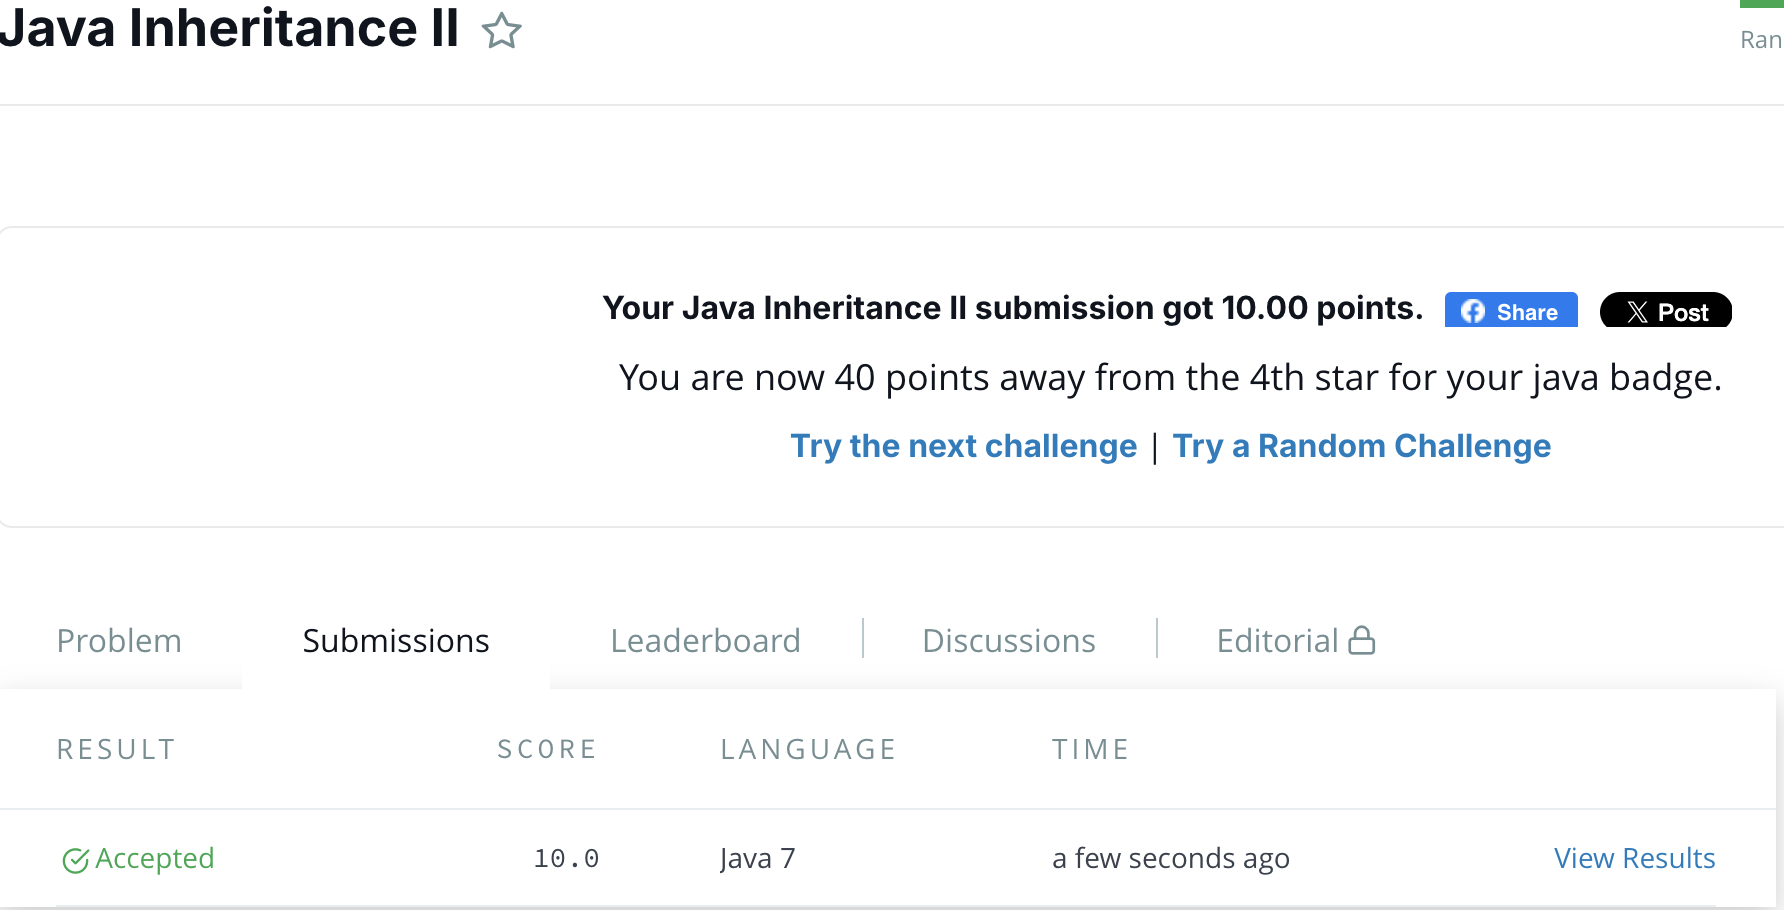 Java Inheritance II
Ran
Your Java Inheritance II submission got 10.00 points. Share Post
You are now 40 points away from the 4th star for your java badge.
Try the next challenge | Try a Random Challenge
Problem Submissions Leaderboard Discussions Editorial
RESULT SCORE LANGUAGE TIME
Accepted 10.0 Java 7 a few seconds ago View Results